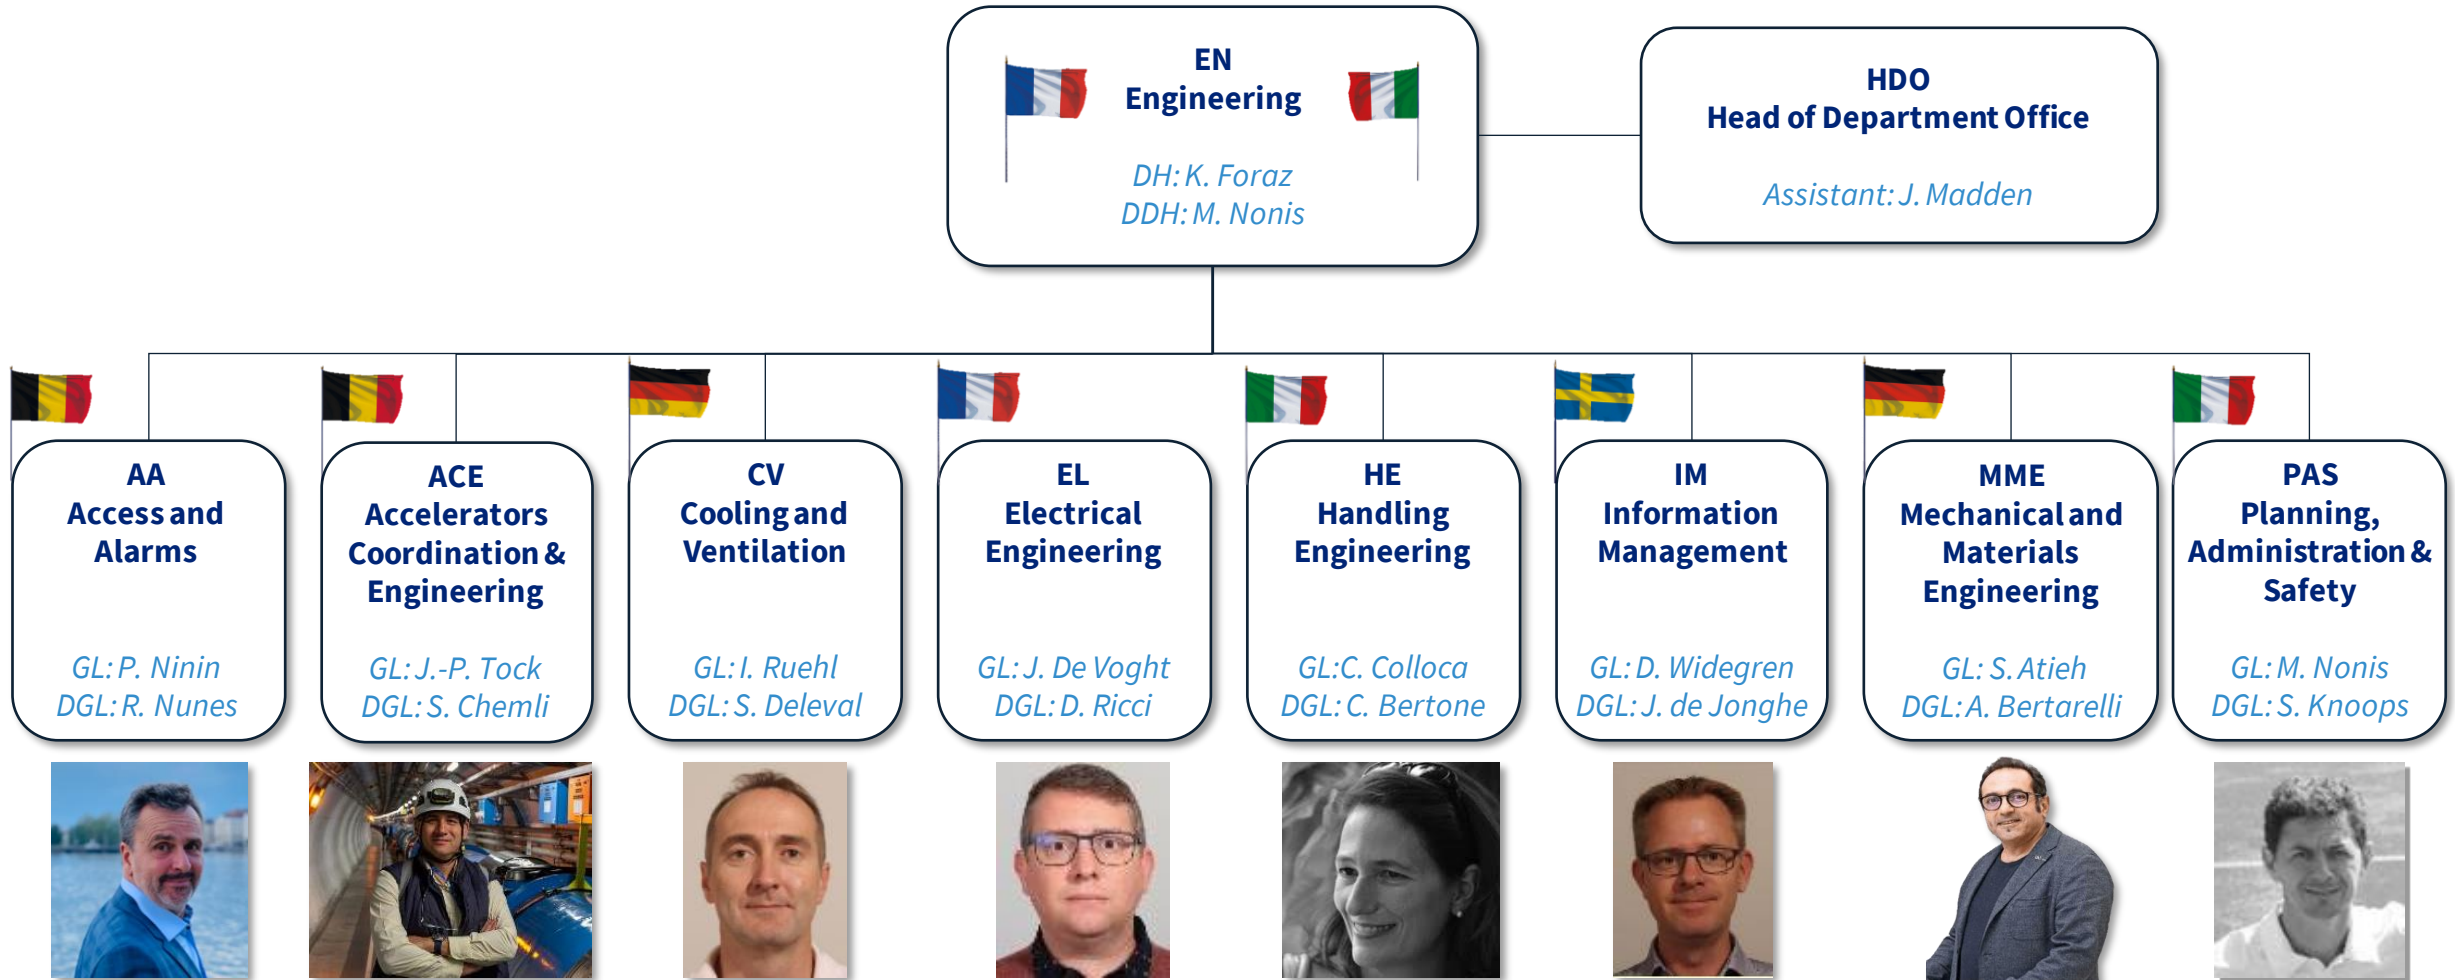 EN
Engineering
DH: K. Foraz
DDH: M. Nonis
HDO
Head of Department Office
Assistant: J. Madden
AA
Access and
Alarms
GL: P. Ninin
DGL: R. Nunes
ACE
Accelerators
Coordination &
Engineering
GL: J.-P. Tock
DGL: S. Chemli
CV
Cooling and
Ventilation
GL: I. Ruehl
DGL: S. Deleval
EL
Electrical
Engineering
GL: J. De Voght
DGL: D. Ricci
HE
Handling
Engineering
GL:C. Colloca
DGL: C. Bertone
IM
Information
Management
GL: D. Widegren
DGL: J. de Jonghe
MME
Mechanical and
Materials
Engineering
GL: S. Atieh
DGL: A. Bertarelli
PAS
Planning,
Administration &
Safety
GL: M. Nonis
DGL: S. Knoops